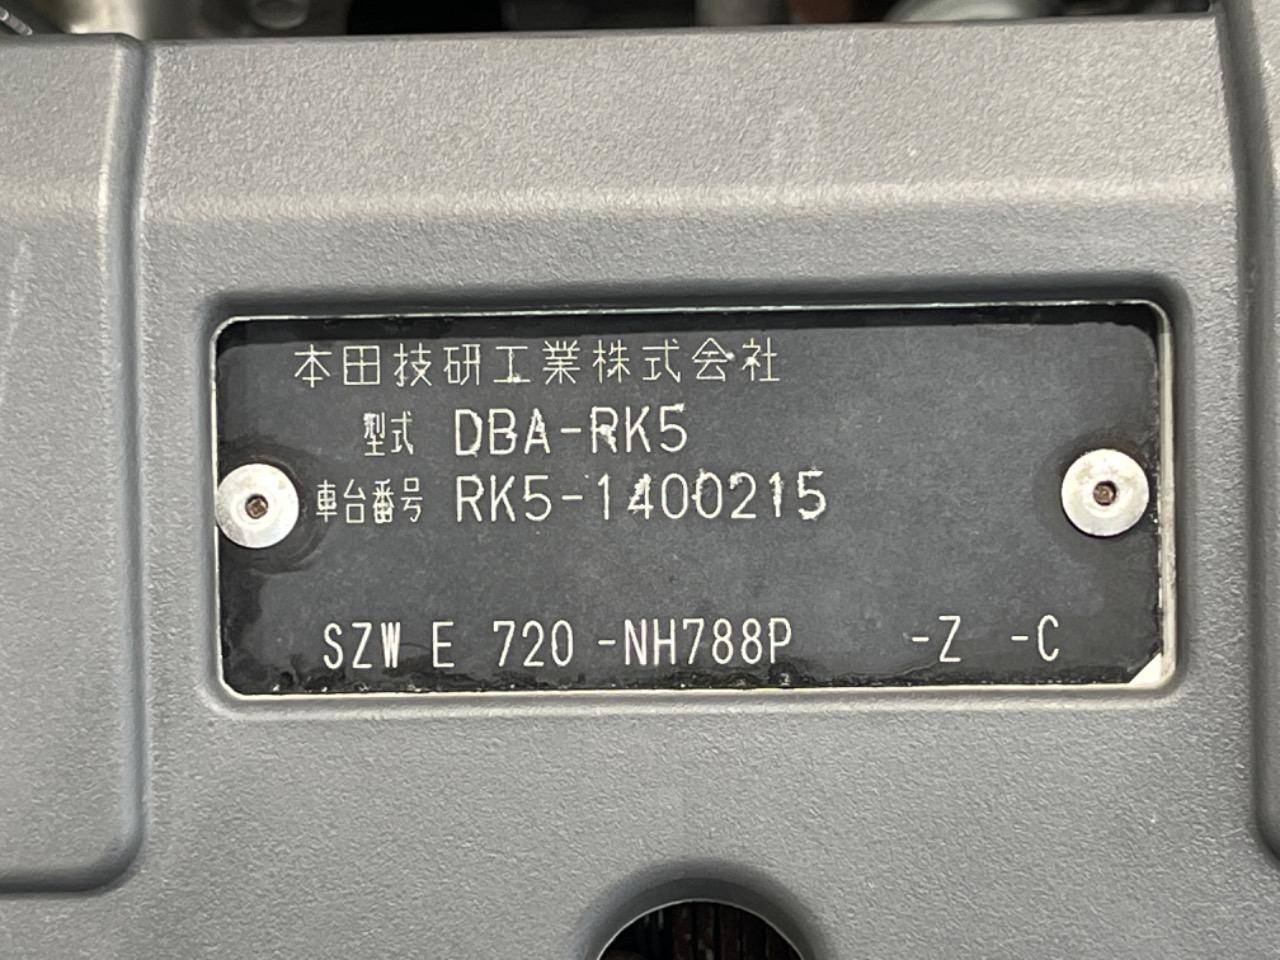 本田技研工業株式会社
型式 DBA-RK5
車台番号 RK5-1400215
SZW E 720 -NH788P -Z -C